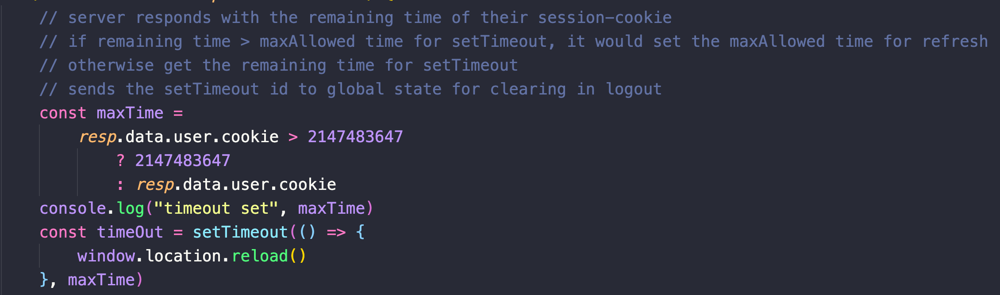 // server responds with the remaining time of their session-cookie
// if remaining time > maxAllowed time for setTimeout, it would set the maxAllowed time for refresh
// otherwise get the remaining time for setTimeout
// sends the setTimeout id to global state for clearing in logout
const maxTime =
resp.data.user.cookie > 2147483647
? 2147483647
: resp.data.user.cookie
console.log("timeout set", maxTime)
const timeOut = setTimeout(() => {
window.location.reload()
}, maxTime)